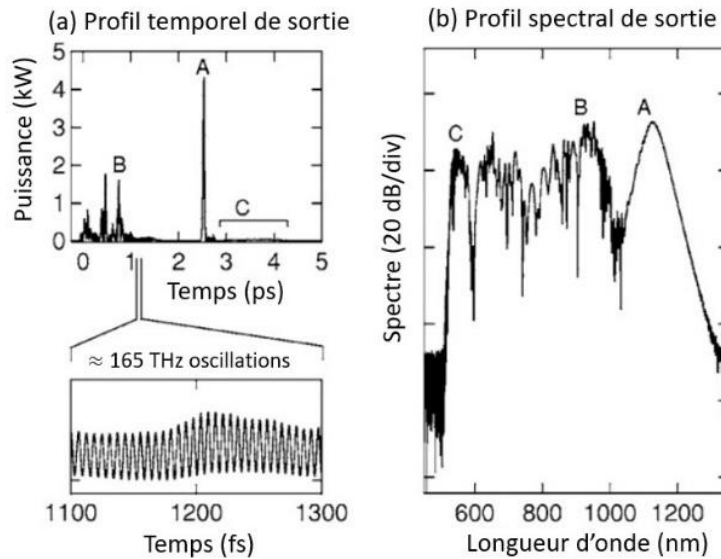 (a) Profil temporel de sortie
Puissance (kW)
5
4
3
2
1
0
A
B
C
0 1 2 3 4 5
Temps (ps)
≈ 165 THz oscillations
1100 1200 1300
Temps (fs)
(b) Profil spectral de sortie
Spectre (20 dB/div)
C
B
A
600 800 1000 1200
Longueur d'onde (nm)